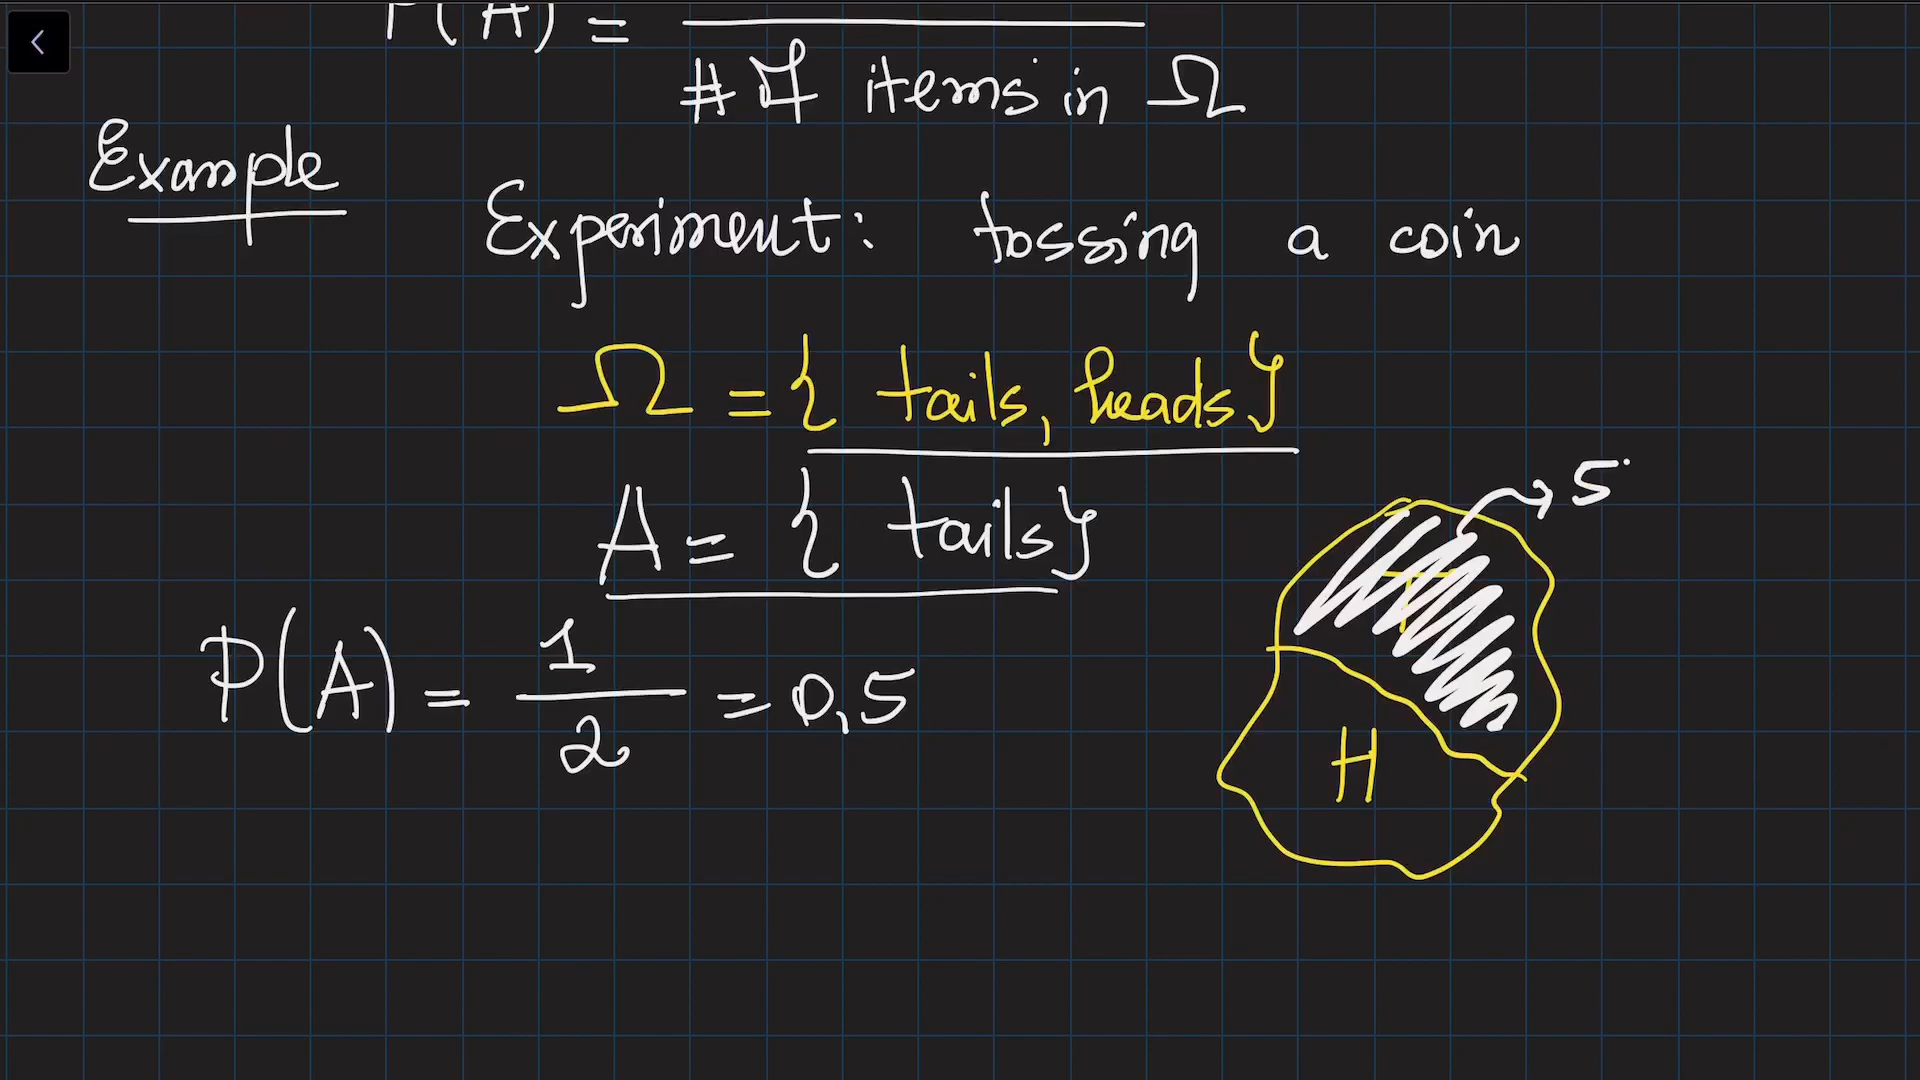 P(A) =
# of items in Ω
Example
Experiment: tossing a coin
Ω = { tails, heads}
A = { tails}
5
T
P(A) = 1/2 = 0,5
H